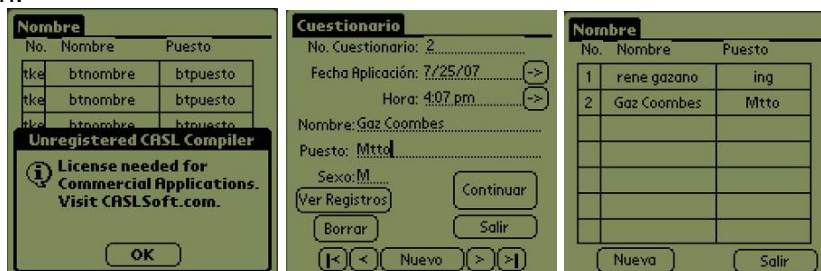 Nombre
No. Nombre Puesto
tke btnombre btpuesto
tke btnombre btpuesto
tke btnombre btpuesto
Unregistered CASL Compiler
License needed for
Commercial Applications.
Visit CASLSoft.com.
OK
Cuestionario
No. Cuestionario: 2
Fecha Aplicación: 7/25/07 ->
Hora: 4:07 pm ->
Nombre: Gaz Coombes
Puesto: Mtto
Sexo: M
Ver Registros Continuar
Borrar Salir
|< < Nuevo > >|
Nombre
No. Nombre Puesto
1 rene gazano ing
2 Gaz Coombes Mtto
Nueva Salir